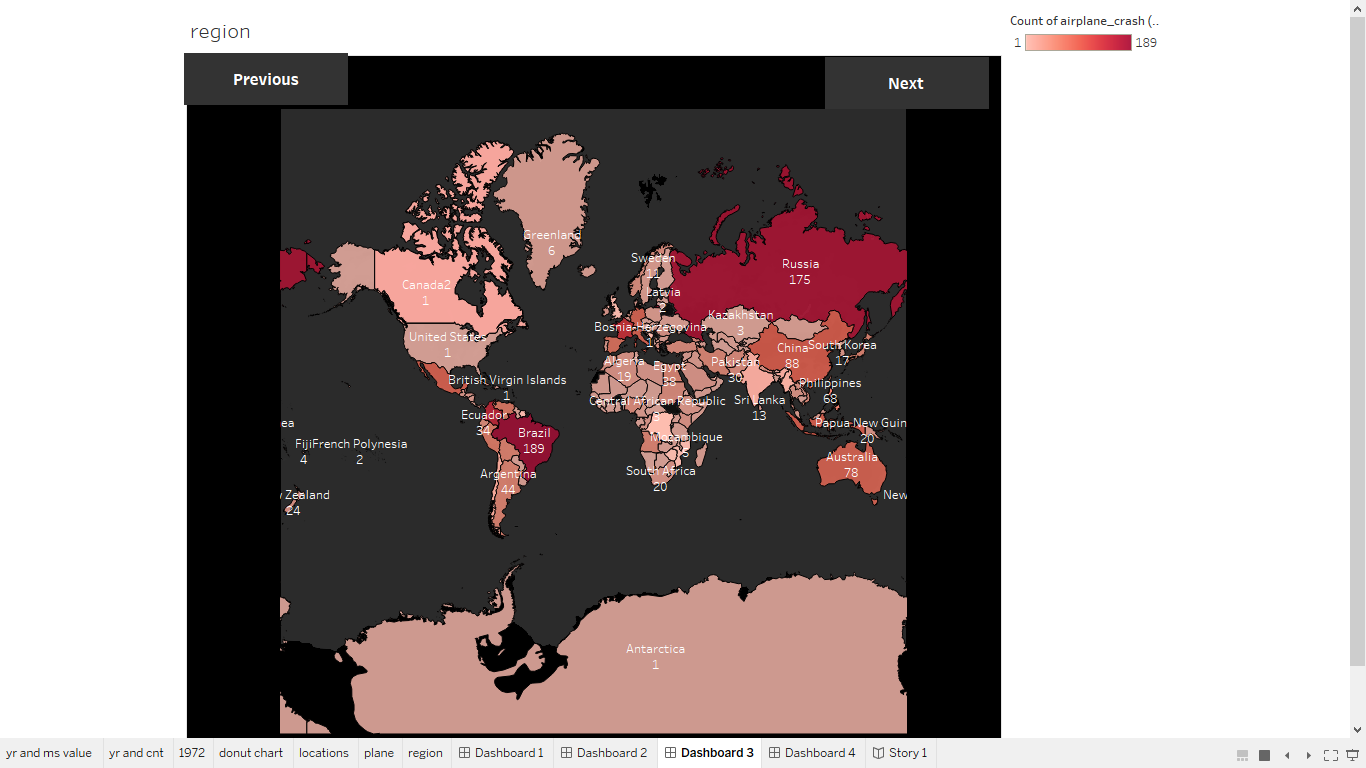 region
Count of airplane_crash (..
1
189
Previous
Next
Greenland
6
Sweden
11
Russia
175
Canada2
1
Latvia
2
Kazakhstan
3
Bosnia-Herzegovina
United States
1
China
88
South Korea
17
Algeria
19
Egypt
38
Pakistan
30
British Virgin Islands
1
Philippines
68
Sri Lanka
13
Central African Republic
Ecuador
34
Papua New Guin
20
ea
Brazil
189
Mozambique
Fiji
4
French Polynesia
2
Australia
78
Argentina
44
South Africa
20
Zealand
24
New
Antarctica
1
yr and ms value
yr and cnt
1972
donut chart
locations
plane
region
Dashboard 1
Dashboard 2
Dashboard 3
Dashboard 4
Story 1